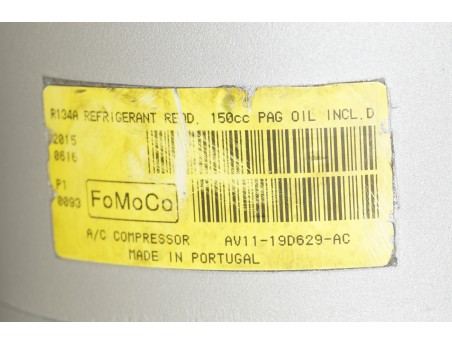 R134A REFRIGERANT REQD. 150cc PAG OIL INCL.D
2015
0616
P1
0093
FoMoCo
A/C COMPRESSOR AV11-19D629-AC
MADE IN PORTUGAL